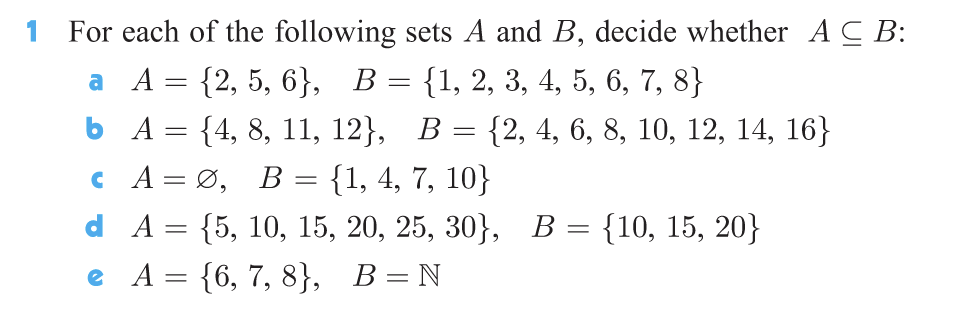 1 For each of the following sets A and B, decide whether A ⊆ B:
a A = {2, 5, 6}, B = {1, 2, 3, 4, 5, 6, 7, 8}
b A = {4, 8, 11, 12}, B = {2, 4, 6, 8, 10, 12, 14, 16}
c A = ∅, B = {1, 4, 7, 10}
d A = {5, 10, 15, 20, 25, 30}, B = {10, 15, 20}
e A = {6, 7, 8}, B = ℕ